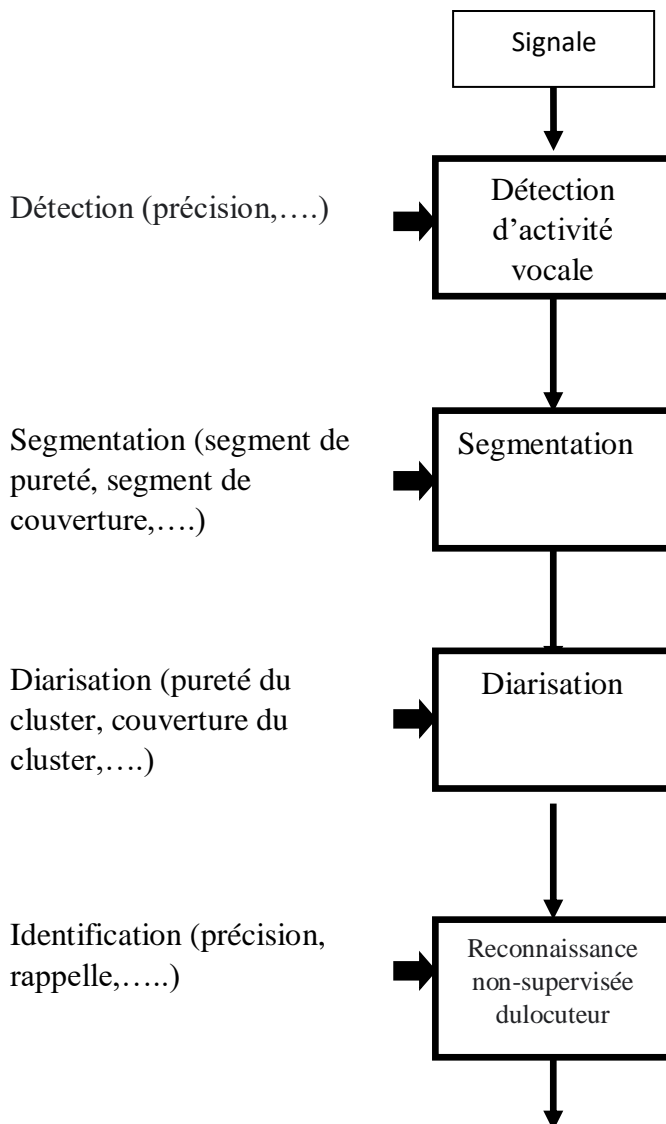 Signale
Détection (précision,….)
Détection
d’activité
vocale
Segmentation (segment de
pureté, segment de
couverture,….)
Segmentation
Diarisation (pureté du
cluster, couverture du
cluster,….)
Diarisation
Identification (précision,
rappelle,…..)
Reconnaissance
non-supervisée
dulocuteur